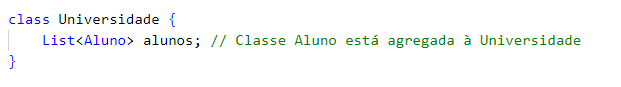 class Universidade {
    List<Aluno> alunos; // Classe Aluno está agregada à Universidade
}